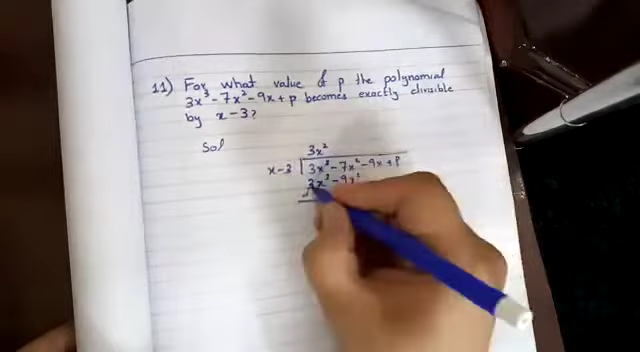 11) For what value of p the polynomial
3x³ - 7x² - 9x + p becomes exactly divisible
by x - 3?
Sol
3x²
x - 3 3x³ - 7x² - 9x + p
3x³ - 9x²